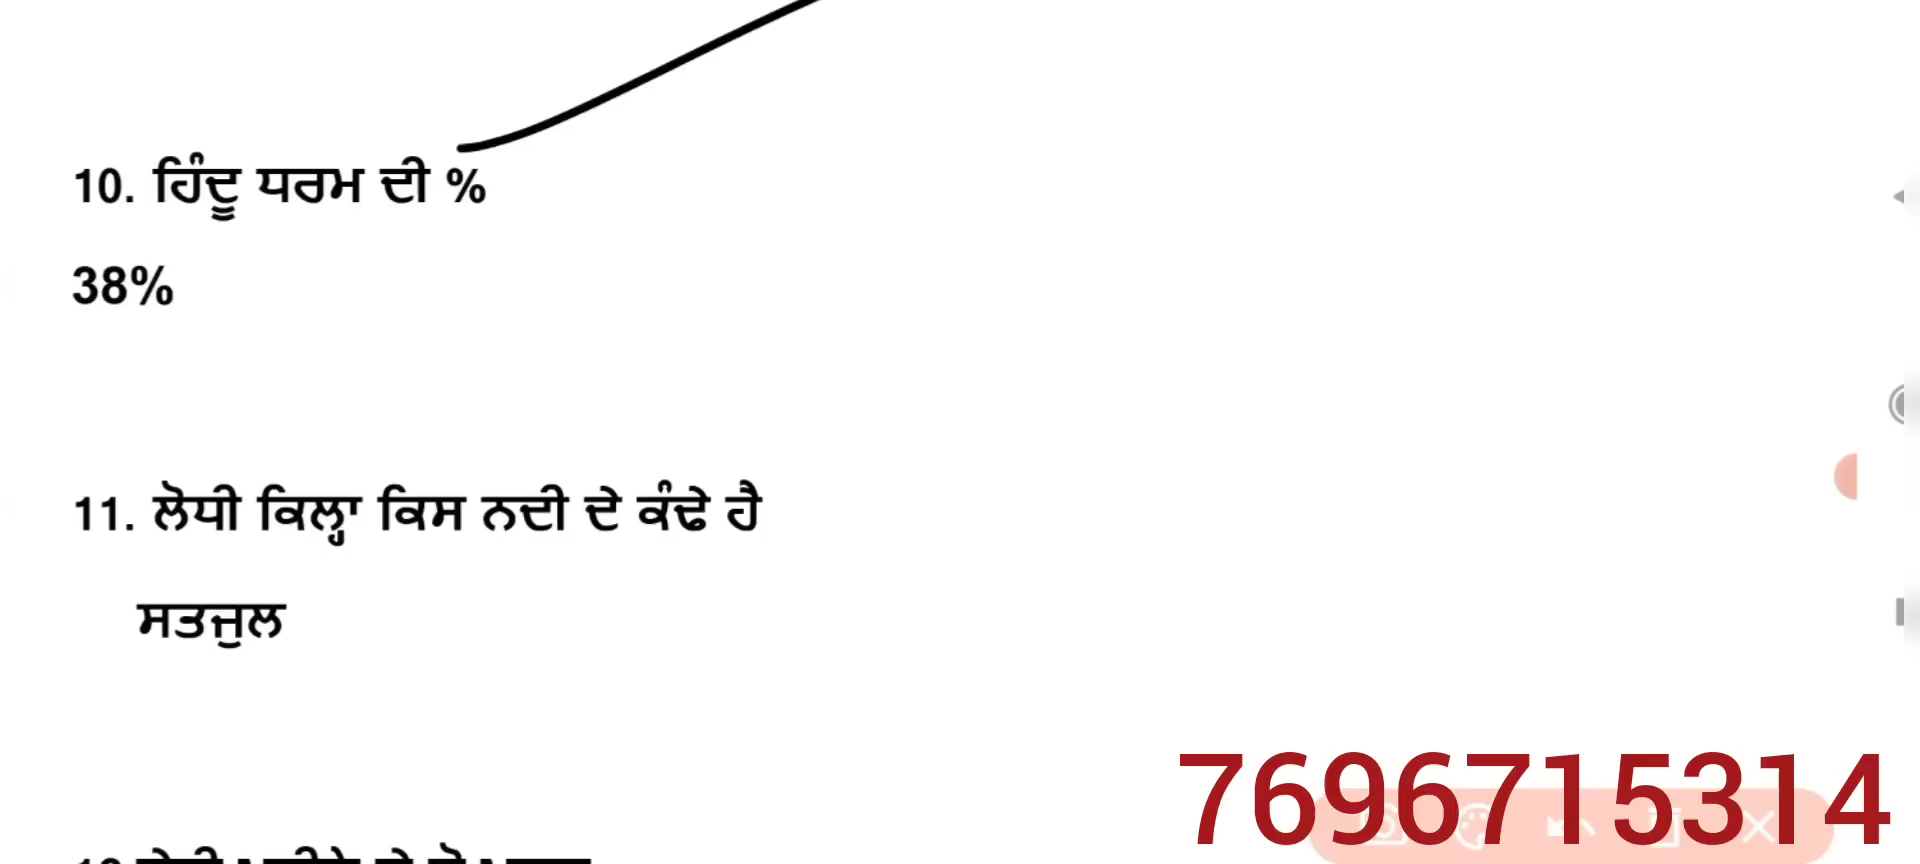 10. ਹਿੰਦੂ ਧਰਮ ਦੀ %
38%
11. ਲੋਧੀ ਕਿਲ੍ਹਾ ਕਿਸ ਨਦੀ ਦੇ ਕੰਢੇ ਹੈ
ਸਤਜੁਲ
7696715314